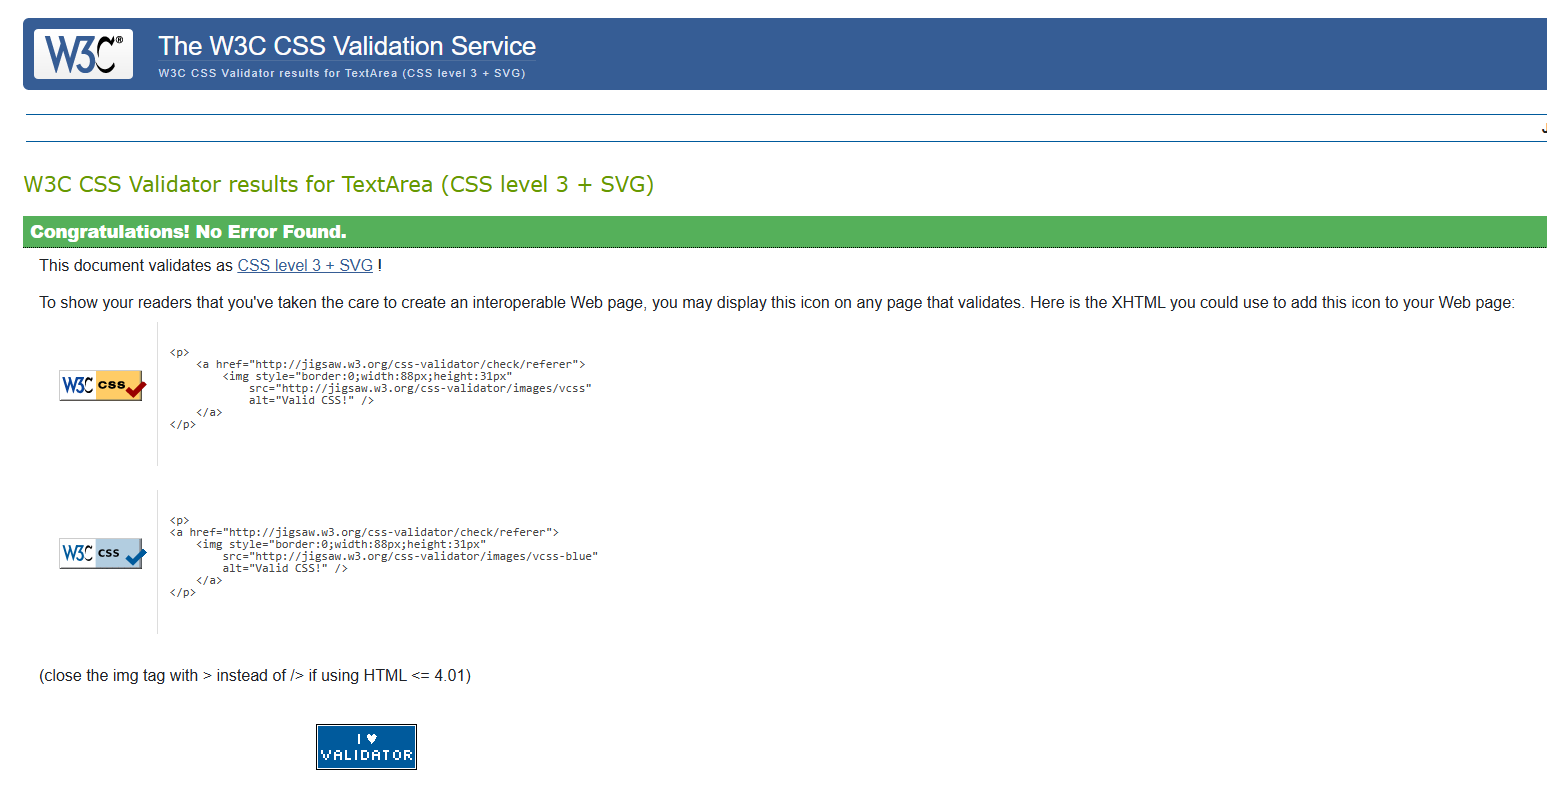 W3C®
The W3C CSS Validation Service
W3C CSS Validator results for TextArea (CSS level 3 + SVG)
W3C CSS Validator results for TextArea (CSS level 3 + SVG)
Congratulations! No Error Found.
This document validates as CSS level 3 + SVG !
To show your readers that you've taken the care to create an interoperable Web page, you may display this icon on any page that validates. Here is the XHTML you could use to add this icon to your Web page:
W3C css
<p>
    <a href="http://jigsaw.w3.org/css-validator/check/referer">
        <img style="border:0;width:88px;height:31px"
            src="http://jigsaw.w3.org/css-validator/images/vcss"
            alt="Valid CSS!" />
    </a>
</p>
W3C css
<p>
<a href="http://jigsaw.w3.org/css-validator/check/referer">
    <img style="border:0;width:88px;height:31px"
        src="http://jigsaw.w3.org/css-validator/images/vcss-blue"
        alt="Valid CSS!" />
    </a>
</p>
(close the img tag with > instead of /> if using HTML <= 4.01)
I ♥
VALIDATOR